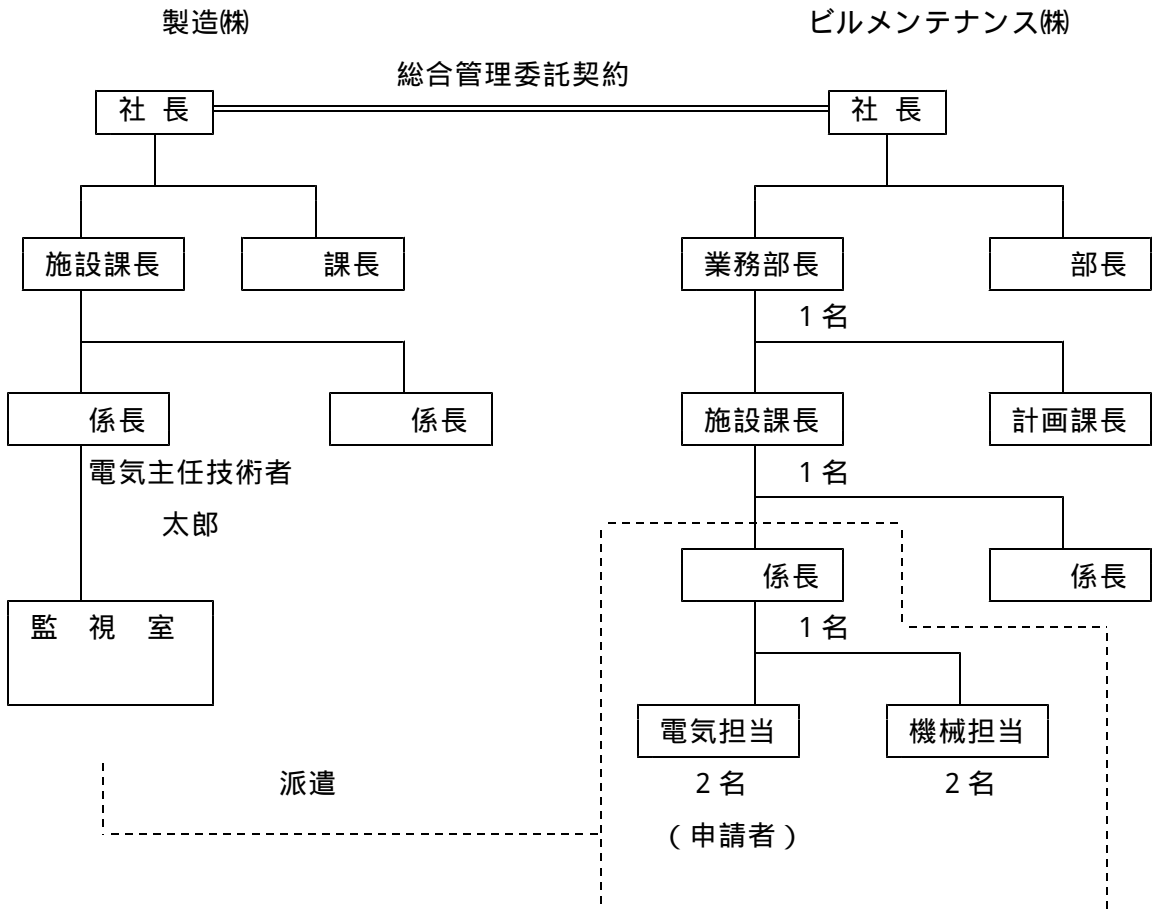 製造㈱ ビルメンテナンス㈱
総合管理委託契約
社 長 社 長
施設課長 課長 業務部長 部長
1 名
係長 係長 施設課長 計画課長
電気主任技術者 1 名
太郎
係長 係長
監 視 室 1 名
電気担当 機械担当
派遣 2 名 2 名
( 申請者 )